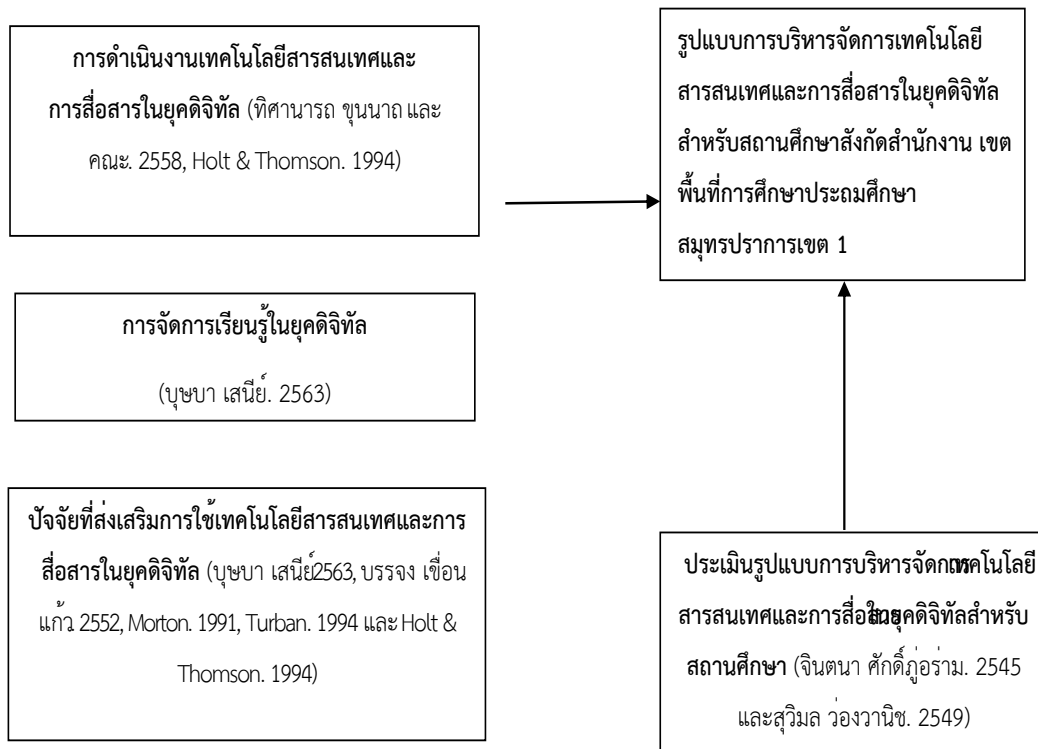 การดำเนินงานเทคโนโลยีสารสนเทศและ
การสื่อสารในยุคดิจิทัล (ทิศานารถ ขุนนาถ และ
คณะ. 2558, Holt & Thomson. 1994)
การจัดการเรียนรู้ในยุคดิจิทัล
(บุษบา เสนีย์. 2563)
ปัจจัยที่ส่งเสริมการใช้เทคโนโลยีสารสนเทศและการ
สื่อสารในยุคดิจิทัล (บุษบา เสนีย์2563, บรรจง เขื่อน
แก้ว 2552, Morton. 1991, Turban. 1994 และ Holt &
Thomson. 1994)
รูปแบบการบริหารจัดการเทคโนโลยี
สารสนเทศและการสื่อสารในยุคดิจิทัล
สำหรับสถานศึกษาสังกัดสำนักงาน เขต
พื้นที่การศึกษาประถมศึกษา
สมุทรปราการเขต 1
ประเมินรูปแบบการบริหารจัดการเทคโนโลยี
สารสนเทศและการสื่อสารในยุคดิจิทัลสำหรับ
สถานศึกษา (จินตนา ศักดิ์ภู่อร่าม. 2545
และสุวิมล ว่องวานิช. 2549)